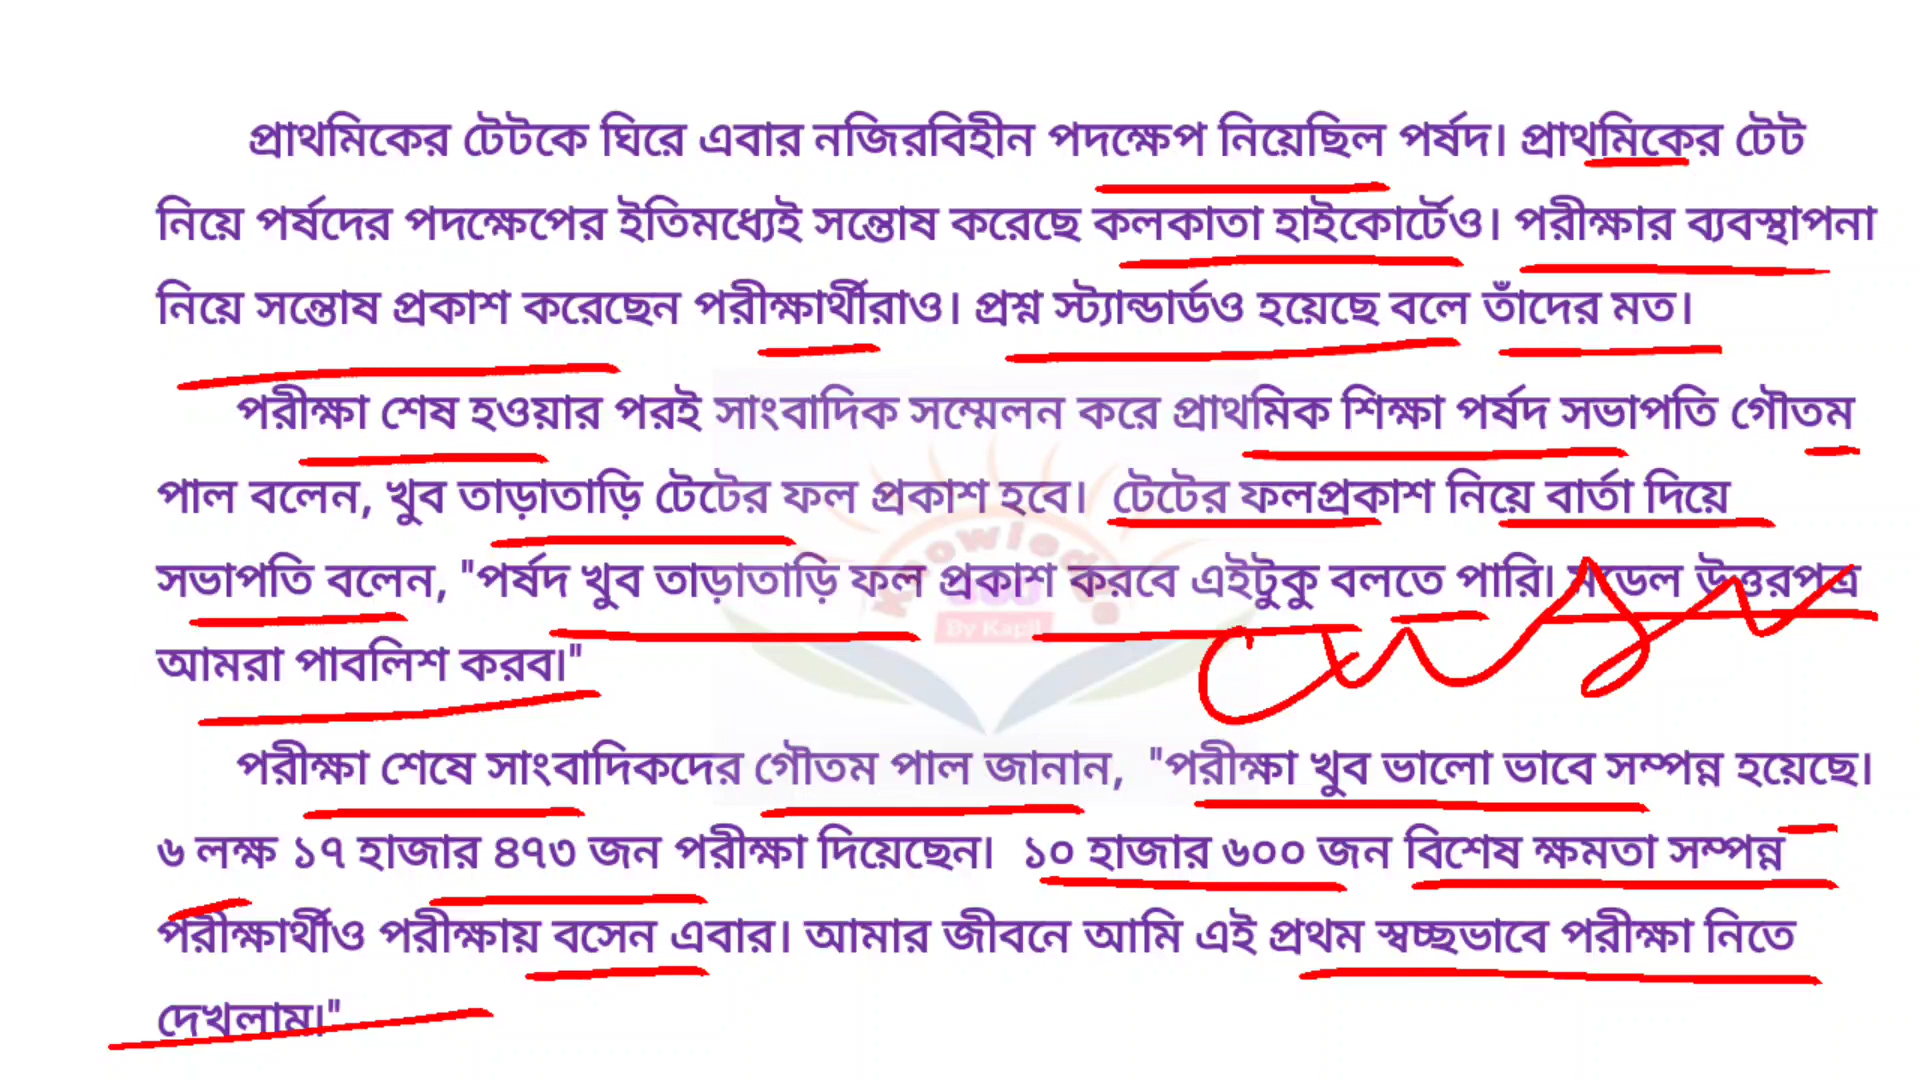 প্রাথমিকের টেটকে ঘিরে এবার নজিরবিহীন পদক্ষেপ নিয়েছিল পর্ষদ। প্রাথমিকের টেট
নিয়ে পর্ষদের পদক্ষেপের ইতিমধ্যেই সন্তোষ করেছে কলকাতা হাইকোর্টেও। পরীক্ষার ব্যবস্থাপনা
নিয়ে সন্তোষ প্রকাশ করেছেন পরীক্ষার্থীরাও। প্রশ্ন স্ট্যান্ডার্ডও হয়েছে বলে তাঁদের মত।
পরীক্ষা শেষ হওয়ার পরই সাংবাদিক সম্মেলন করে প্রাথমিক শিক্ষা পর্ষদ সভাপতি গৌতম
পাল বলেন, খুব তাড়াতাড়ি টেটের ফল প্রকাশ হবে। টেটের ফলপ্রকাশ নিয়ে বার্তা দিয়ে
সভাপতি বলেন, "পর্ষদ খুব তাড়াতাড়ি ফল প্রকাশ করবে এইটুকু বলতে পারি। মডেল উত্তরপত্র
আমরা পাবলিশ করব।"
পরীক্ষা শেষে সাংবাদিকদের গৌতম পাল জানান, "পরীক্ষা খুব ভালো ভাবে সম্পন্ন হয়েছে।
৬ লক্ষ ১৭ হাজার ৪৭৩ জন পরীক্ষা দিয়েছেন। ১০ হাজার ৬০০ জন বিশেষ ক্ষমতা সম্পন্ন
পরীক্ষার্থীও পরীক্ষায় বসেন এবার। আমার জীবনে আমি এই প্রথম স্বচ্ছভাবে পরীক্ষা নিতে
দেখলাম।"
By Kapil